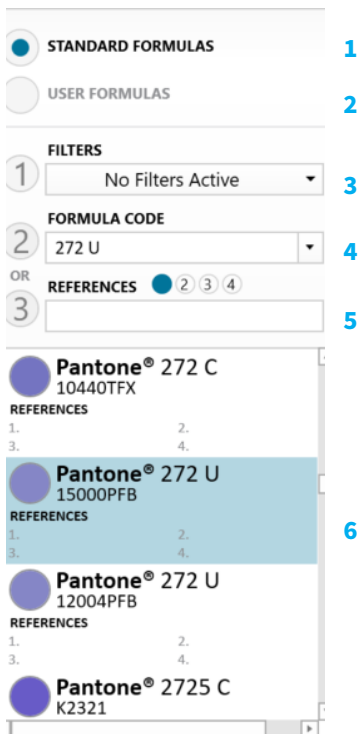 STANDARD FORMULAS 1
USER FORMULAS 2
FILTERS
1 No Filters Active 3
FORMULA CODE
2 272 U 4
OR
REFERENCES 2 3 4
3 5
Pantone® 272 C
10440TFX
REFERENCES
1. 2.
3. 4.
Pantone® 272 U
15000PFB
REFERENCES 6
1. 2.
3. 4.
Pantone® 272 U
12004PFB
REFERENCES
1. 2.
3. 4.
Pantone® 2725 C
K2321